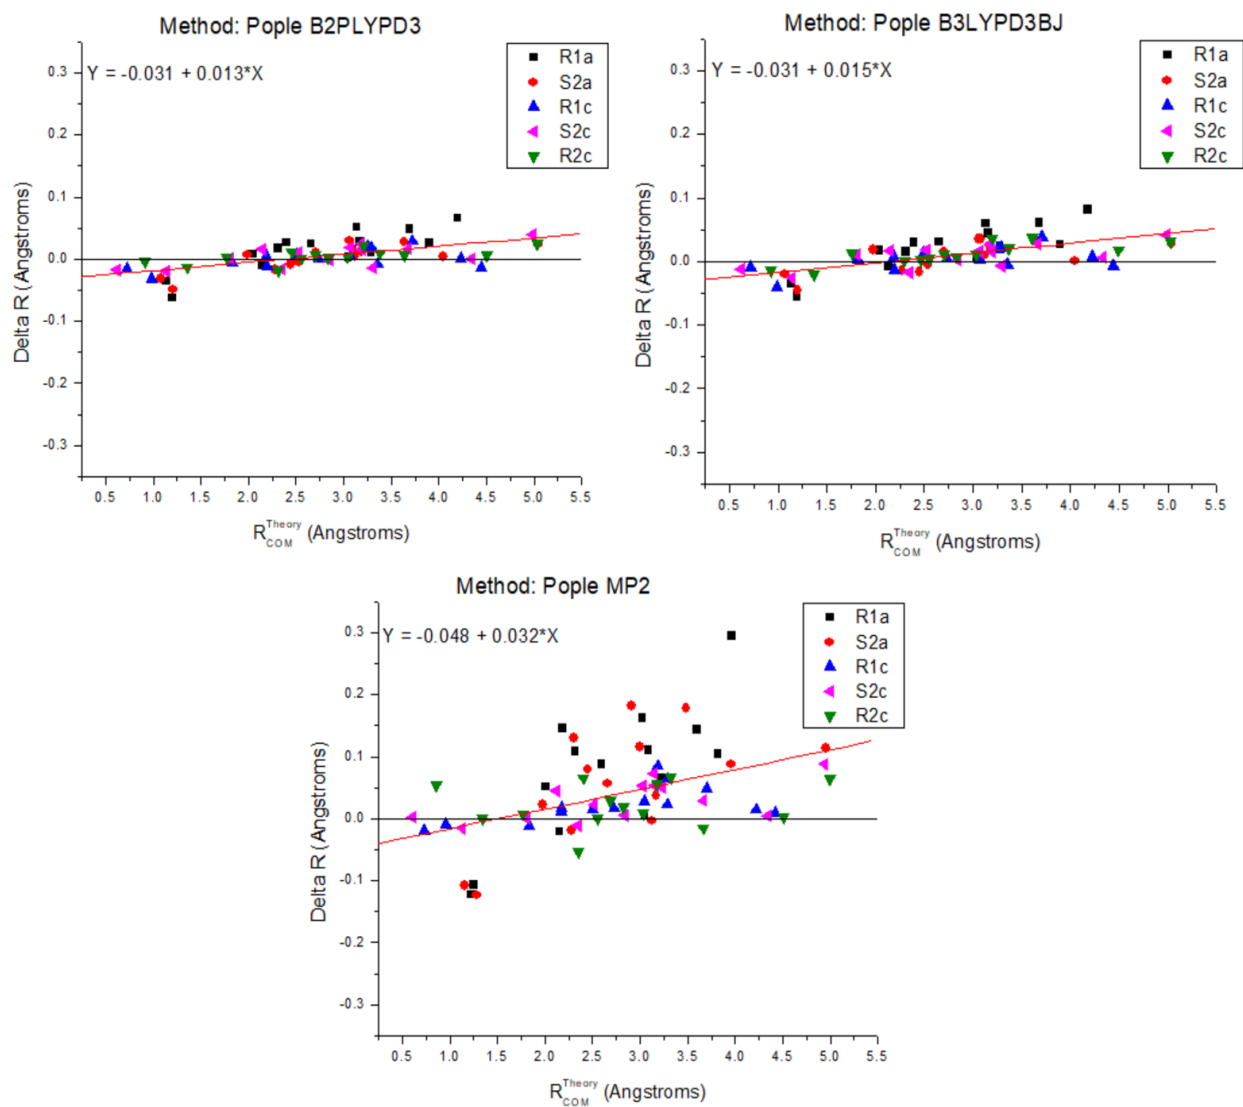 Method: Pople B2PLYPD3
Y = -0.031 + 0.013*X
R1a
S2a
R1c
S2c
R2c
Delta R (Angstroms)
0.3
0.2
0.1
0.0
-0.1
-0.2
-0.3
0.5 1.0 1.5 2.0 2.5 3.0 3.5 4.0 4.5 5.0 5.5
R_COM^Theory (Angstroms)
Method: Pople B3LYPD3BJ
Y = -0.031 + 0.015*X
R1a
S2a
R1c
S2c
R2c
Delta R (Angstroms)
0.3
0.2
0.1
0.0
-0.1
-0.2
-0.3
0.5 1.0 1.5 2.0 2.5 3.0 3.5 4.0 4.5 5.0 5.5
R_COM^Theory (Angstroms)
Method: Pople MP2
Y = -0.048 + 0.032*X
R1a
S2a
R1c
S2c
R2c
Delta R (Angstroms)
0.3
0.2
0.1
0.0
-0.1
-0.2
-0.3
0.5 1.0 1.5 2.0 2.5 3.0 3.5 4.0 4.5 5.0 5.5
R_COM^Theory (Angstroms)